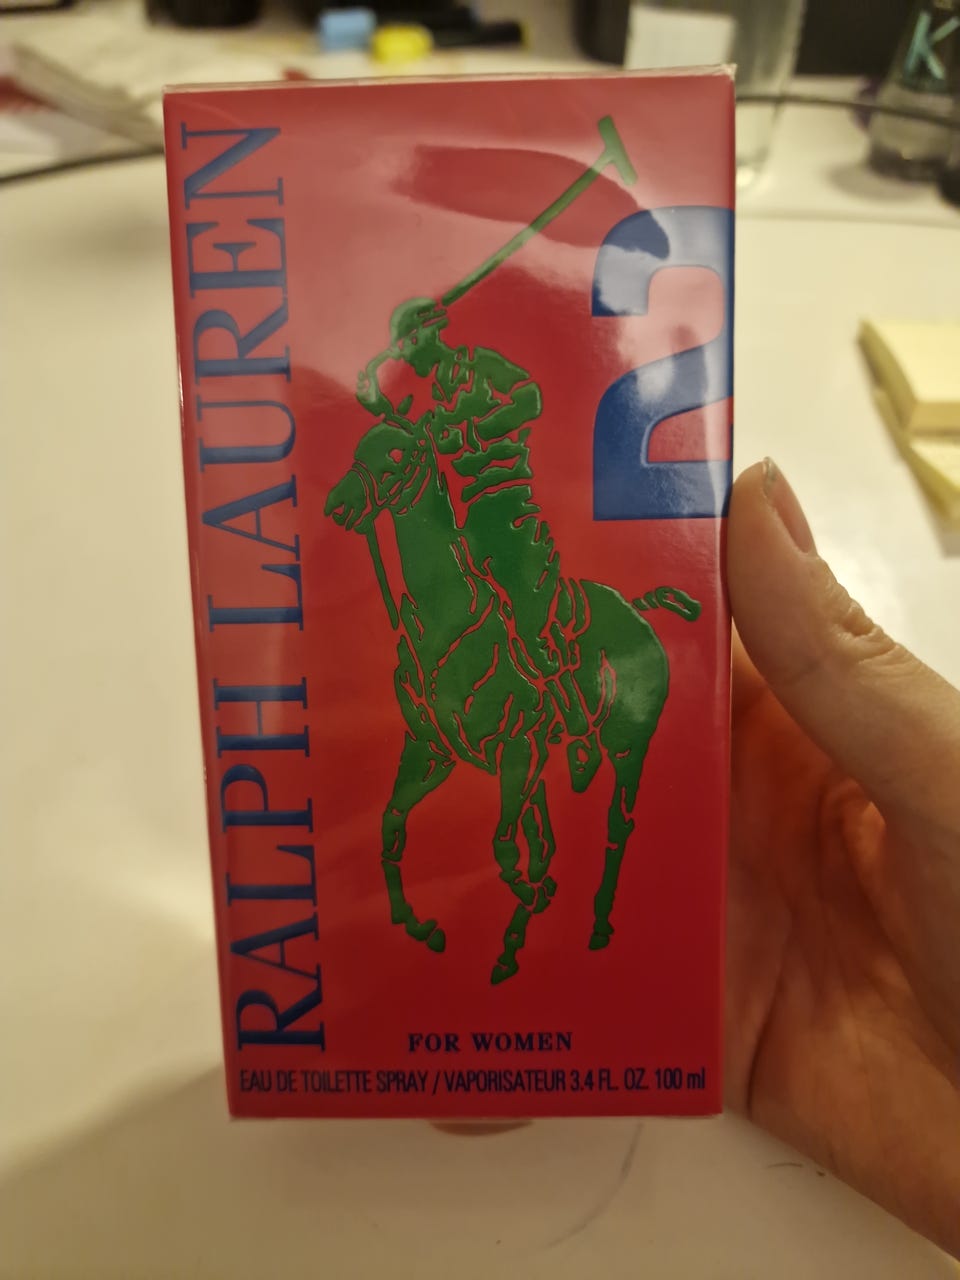 RALPH LAUREN
2
FOR WOMEN
EAU DE TOILETTE SPRAY / VAPORISATEUR 3.4 FL. OZ. 100 ml
K